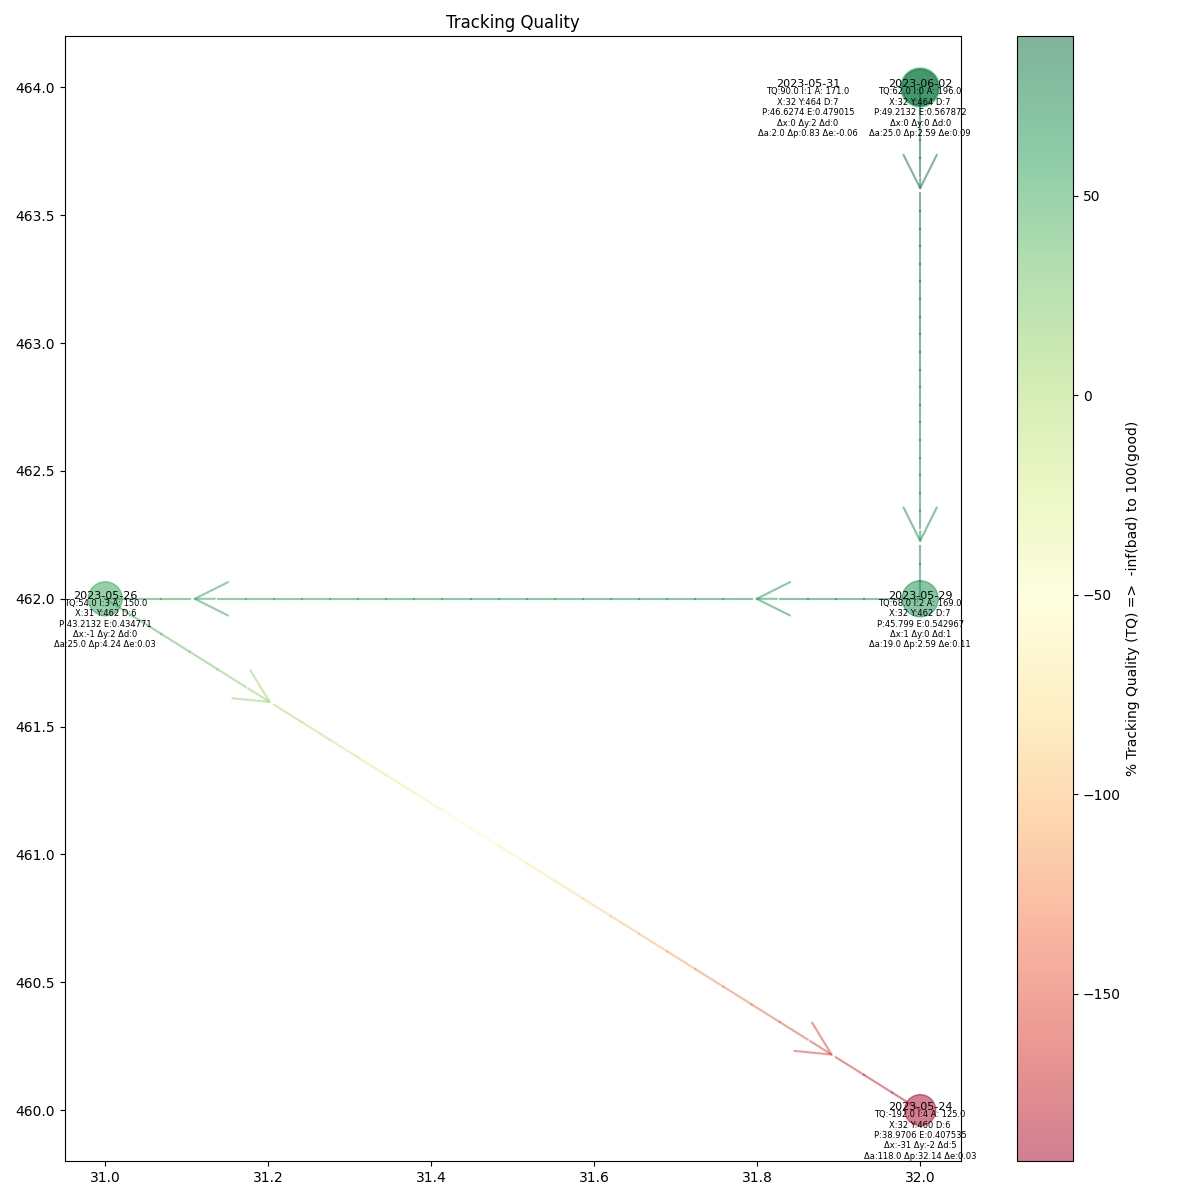 Tracking Quality
464.0
463.5
463.0
462.5
462.0
461.5
461.0
460.5
460.0
31.0
31.2
31.4
31.6
31.8
32.0
2023-05-31
TQ:90.0 I:1 A: 171.0
X:32 Y:464 D:7
P:46.6274 E:0.479015
Δx:0 Δy:2 Δd:0
Δa:2.0 Δp:0.83 Δe:-0.06
2023-06-02
TQ:62.0 I:0 A: 196.0
X:32 Y:464 D:7
P:49.2132 E:0.567872
Δx:0 Δy:0 Δd:0
Δa:25.0 Δp:2.59 Δe:0.09
2023-05-26
TQ:54.0 I:3 A: 150.0
X:31 Y:462 D:6
P:43.2132 E:0.434771
Δx:-1 Δy:2 Δd:0
Δa:25.0 Δp:4.24 Δe:0.03
2023-05-29
TQ:68.0 I:2 A: 169.0
X:32 Y:462 D:7
P:45.799 E:0.542967
Δx:1 Δy:0 Δd:1
Δa:19.0 Δp:2.59 Δe:0.11
2023-05-24
TQ:-192.0 I:4 A: 125.0
X:32 Y:460 D:6
P:38.9706 E:0.407535
Δx:-31 Δy:-2 Δd:5
Δa:118.0 Δp:32.14 Δe:0.03
50
0
−50
−100
−150
% Tracking Quality (TQ) => -inf(bad) to 100(good)